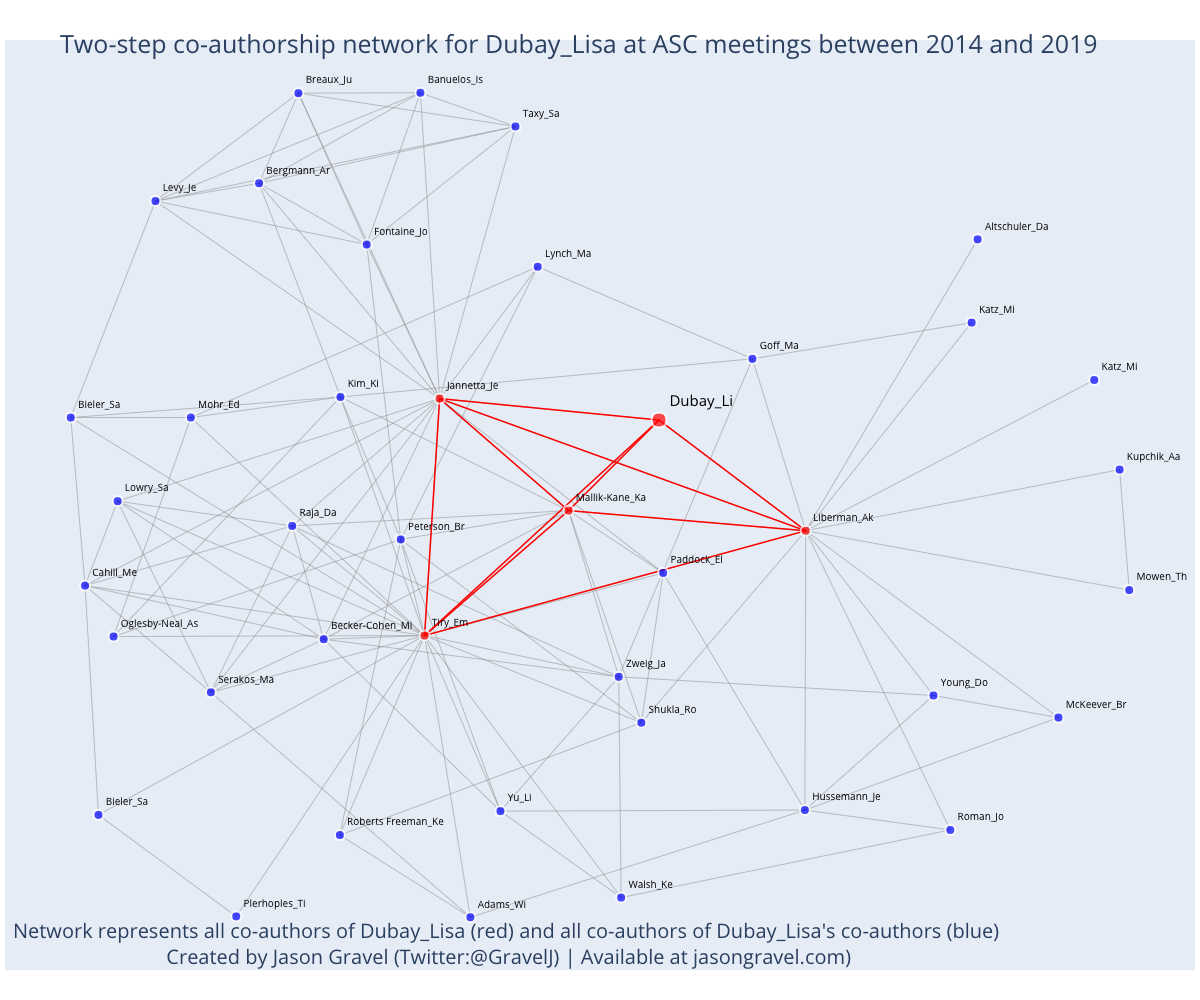 Two-step co-authorship network for Dubay_Lisa at ASC meetings between 2014 and 2019
Breaux_Ju
Banuelos_Is
Taxy_Sa
Bergmann_Ar
Levy_Je
Fontaine_Jo
Altschuler_Da
Lynch_Ma
Katz_Mi
Goff_Ma
Katz_Mi
Kim_Ki
Jannetta_Je
Dubay_Li
Bieler_Sa
Mohr_Ed
Kupchik_Aa
Lowry_Sa
Mallik-Kane_Ka
Raja_Da
Peterson_Br
Liberman_Ak
Paddock_El
Cahill_Me
Mowen_Th
Oglesby-Neal_As
Becker-Cohen_Mi
Tiry_Em
Zweig_Ja
Serakos_Ma
Young_Do
Shukla_Ro
McKeever_Br
Bieler_Sa
Yu_Li
Hussemann_Je
Roberts Freeman_Ke
Roman_Jo
Walsh_Ke
Pierhoples_Ti
Adams_Wi
Network represents all co-authors of Dubay_Lisa (red) and all co-authors of Dubay_Lisa's co-authors (blue)
Created by Jason Gravel (Twitter:@GravelJ) | Available at jasongravel.com)